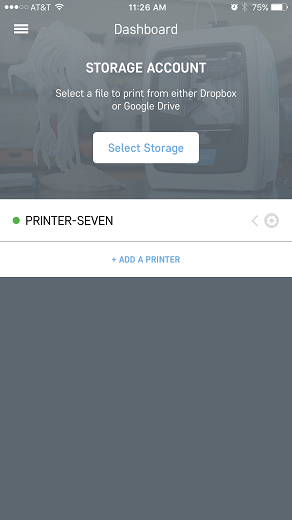 AT&T 11:26 AM 75%
Dashboard
STORAGE ACCOUNT
Select a file to print from either Dropbox
or Google Drive
Select Storage
PRINTER-SEVEN
+ ADD A PRINTER